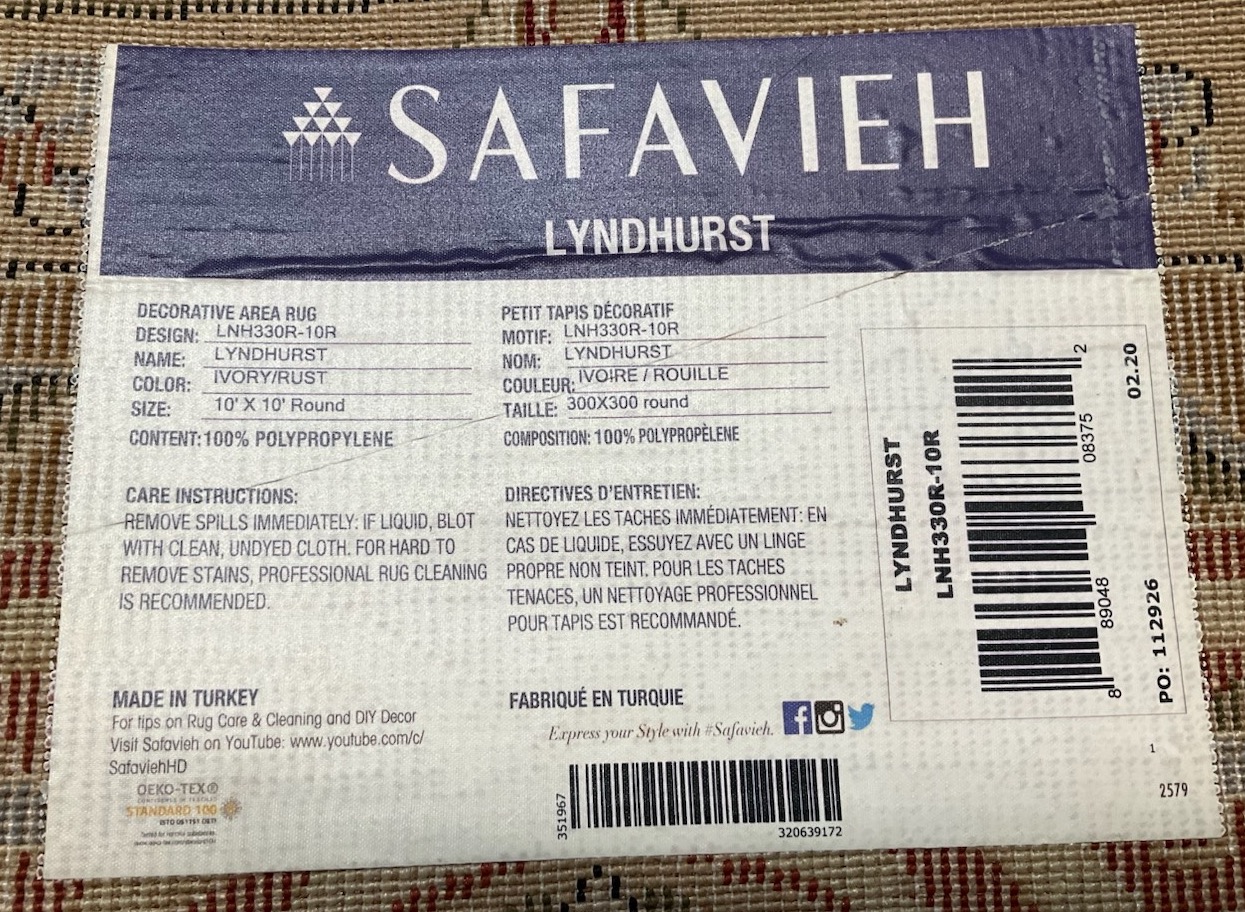 SAFAVIEH
LYNDHURST
DECORATIVE AREA RUG
DESIGN: LNH330R-10R
NAME: LYNDHURST
COLOR: IVORY/RUST
SIZE: 10' X 10' Round
CONTENT: 100% POLYPROPYLENE
CARE INSTRUCTIONS:
REMOVE SPILLS IMMEDIATELY: IF LIQUID, BLOT
WITH CLEAN, UNDYED CLOTH. FOR HARD TO
REMOVE STAINS, PROFESSIONAL RUG CLEANING
IS RECOMMENDED.
MADE IN TURKEY
For tips on Rug Care & Cleaning and DIY Decor
Visit Safavieh on YouTube: www.youtube.com/c/
SafaviehHD
OEKO-TEX®
STANDARD 100
PETIT TAPIS DÉCORATIF
MOTIF: LNH330R-10R
NOM: LYNDHURST
COULEUR: IVOIRE / ROUILLE
TAILLE: 300X300 round
COMPOSITION: 100% POLYPROPÈLENE
DIRECTIVES D'ENTRETIEN:
NETTOYEZ LES TACHES IMMÉDIATEMENT: EN
CAS DE LIQUIDE, ESSUYEZ AVEC UN LINGE
PROPRE NON TEINT. POUR LES TACHES
TENACES, UN NETTOYAGE PROFESSIONNEL
POUR TAPIS EST RECOMMANDÉ.
FABRIQUÉ EN TURQUIE
Express your Style with #Safavieh.
351967
320639172
LYNDHURST
LNH330R-10R
8 89048 08375 2
PO: 112926 02.20
1
2579